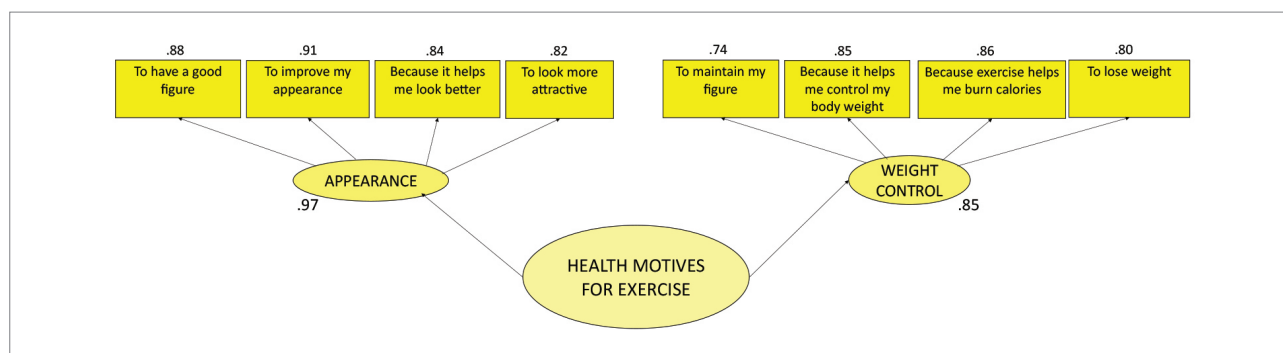 .88
.91
.84
.82
.74
.85
.86
.80
To have a good
figure
To improve my
appearance
Because it helps
me look better
To look more
attractive
To maintain my
figure
Because it helps
me control my
body weight
Because exercise helps
me burn calories
To lose weight
APPEARANCE
.97
WEIGHT
CONTROL
.85
HEALTH MOTIVES
FOR EXERCISE